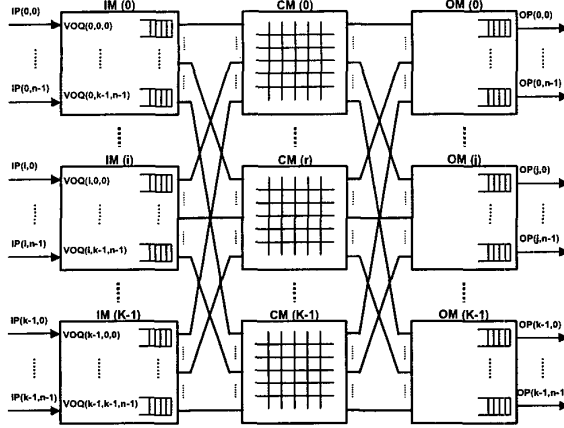 IM (0) CM (0) OM (0)
IP(0,0) VOQ(0,0,0) OP(0,0)
IP(0,n-1) VOQ(0,k-1,n-1) OP(0,n-1)
IM (i) CM (r) OM (j)
IP(i,0) VOQ(i,0,0) OP(j,0)
IP(i,n-1) VOQ(i,k-1,n-1) OP(j,n-1)
IM (K-1) CM (K-1) OM (K-1)
IP(k-1,0) VOQ(k-1,0,0) OP(k-1,0)
IP(k-1,n-1) VOQ(k-1,k-1,n-1) OP(k-1,n-1)